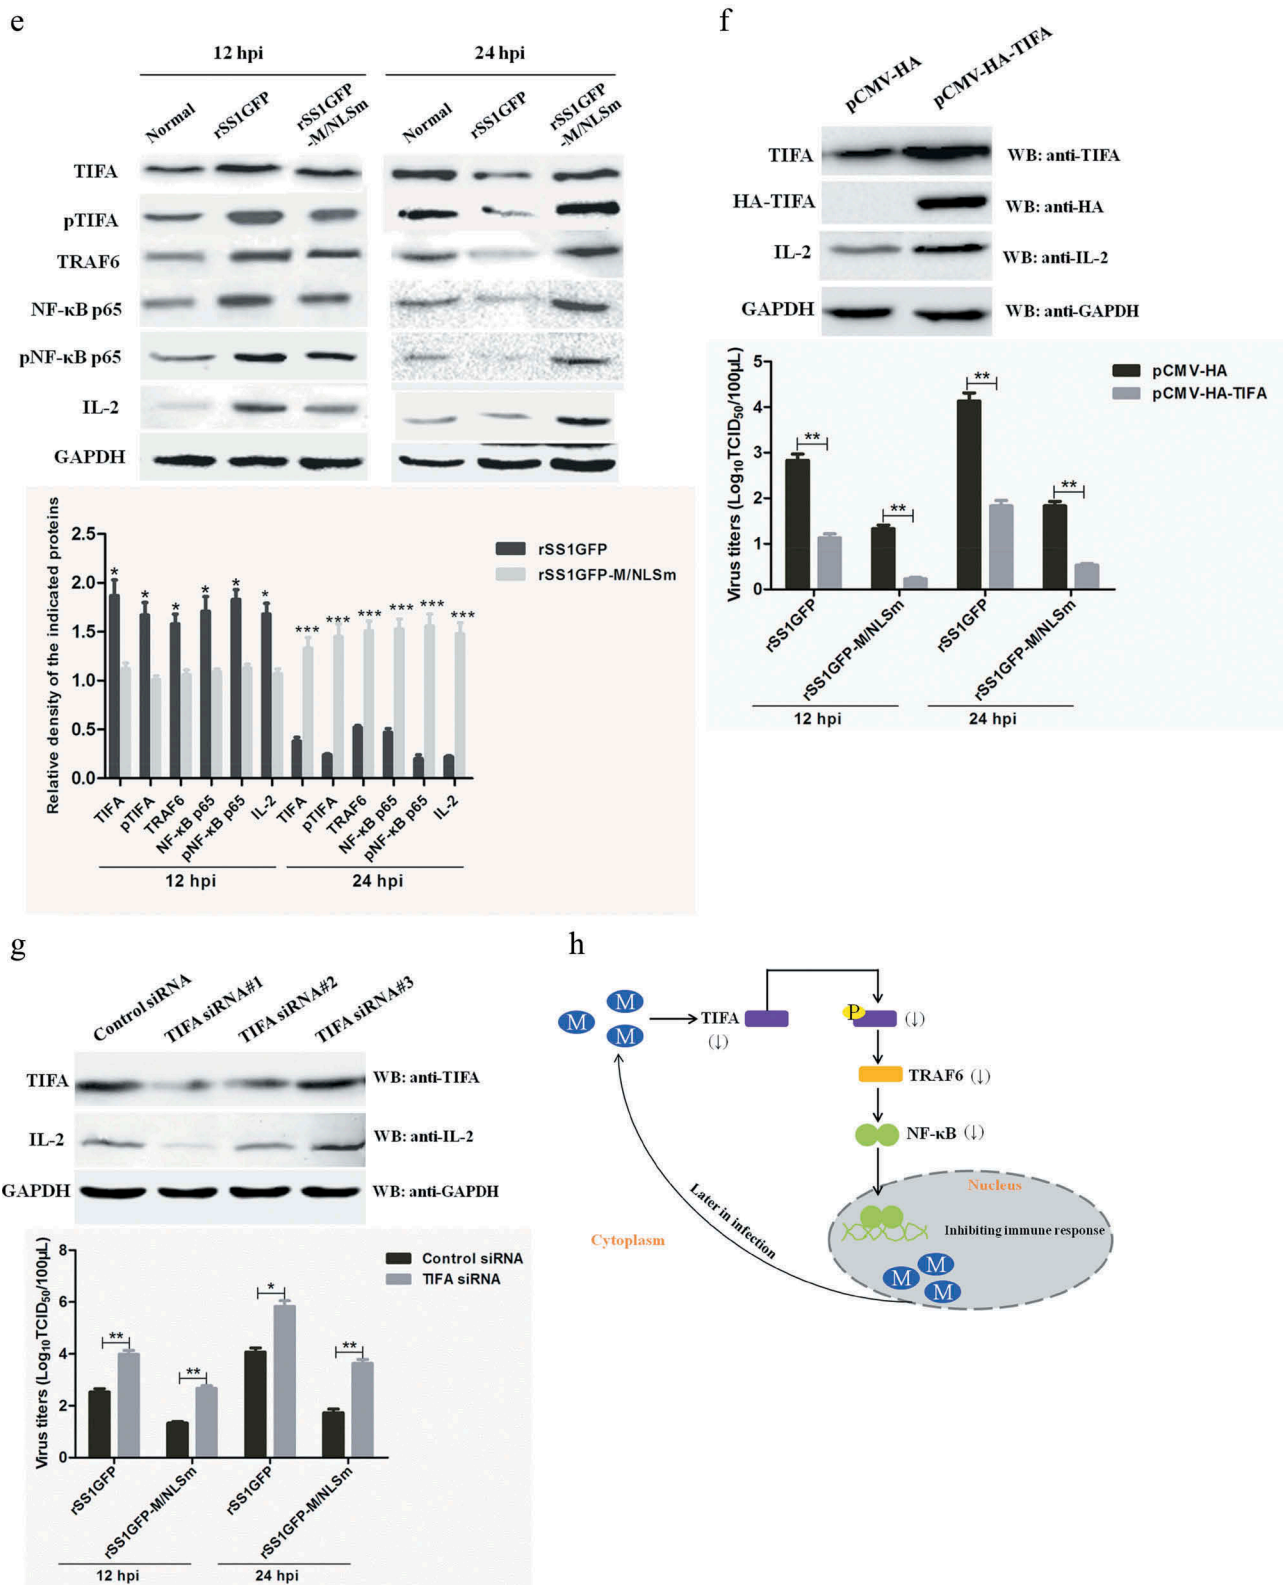 e
12 hpi
24 hpi
Normal
rSS1GFP
rSS1GFP
-M/NLSm
Normal
rSS1GFP
rSS1GFP
-M/NLSm
TIFA
pTIFA
TRAF6
NF-κB p65
pNF-κB p65
IL-2
GAPDH
Relative density of the indicated proteins
2.5
2.0
1.5
1.0
0.5
0.0
rSS1GFP
rSS1GFP-M/NLSm
* * * * * *
*** *** *** *** *** ***
TIFA
pTIFA
TRAF6
NF-κB p65
pNF-κB p65
IL-2
TIFA
pTIFA
TRAF6
NF-κB p65
pNF-κB p65
IL-2
12 hpi
24 hpi
f
pCMV-HA
pCMV-HA-TIFA
TIFA WB: anti-TIFA
HA-TIFA WB: anti-HA
IL-2 WB: anti-IL-2
GAPDH WB: anti-GAPDH
Virus titers (Log₁₀TCID₅₀/100μL)
5
4
3
2
1
0
pCMV-HA
pCMV-HA-TIFA
** ** ** **
rSS1GFP
rSS1GFP-M/NLSm
rSS1GFP
rSS1GFP-M/NLSm
12 hpi
24 hpi
g
Control siRNA
TIFA siRNA#1
TIFA siRNA#2
TIFA siRNA#3
TIFA WB: anti-TIFA
IL-2 WB: anti-IL-2
GAPDH WB: anti-GAPDH
Virus titers (Log₁₀TCID₅₀/100μL)
8
6
4
2
0
Control siRNA
TIFA siRNA
** ** * **
rSS1GFP
rSS1GFP-M/NLSm
rSS1GFP
rSS1GFP-M/NLSm
12 hpi
24 hpi
h
M
M
M
TIFA
(↓)
P
(↓)
TRAF6 (↓)
NF-κB (↓)
Nucleus
Inhibiting immune response
M
M
M
Later in infection
Cytoplasm